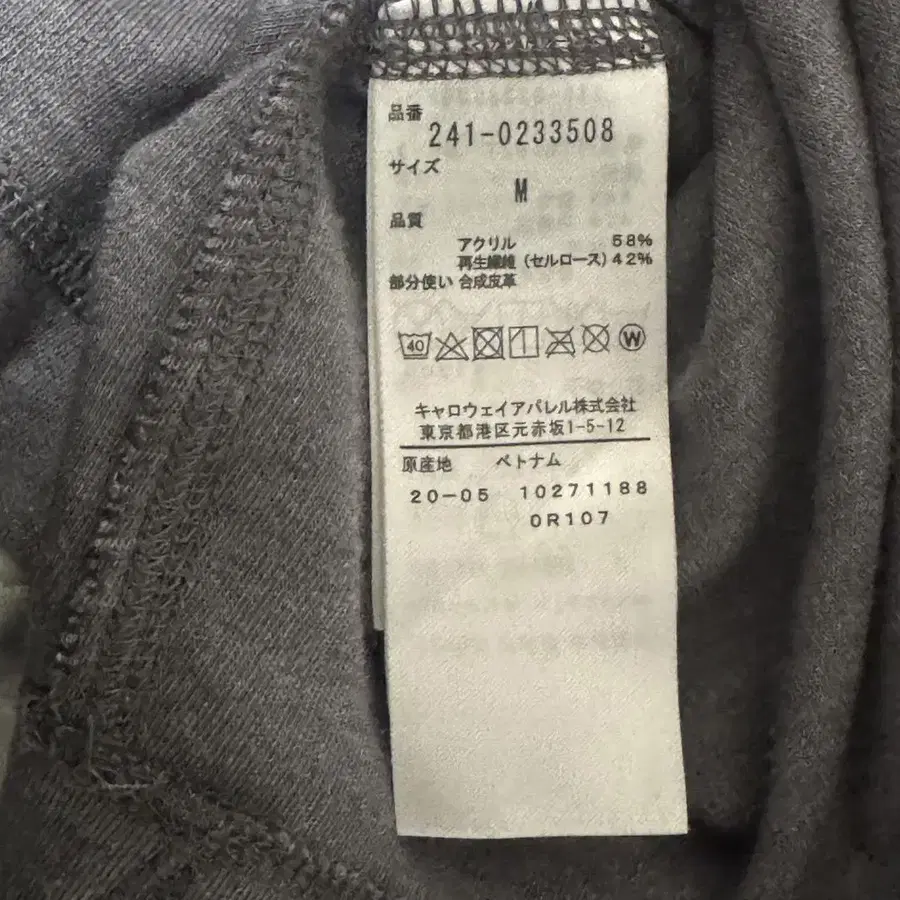 品番
241-0233508
サイズ
M
品質
アクリル 58%
再生繊維（セルロース）42%
部分使い 合成皮革
40 W
キャロウェイアパレル株式会社
東京都港区元赤坂1-5-12
原産地 ベトナム
20-05 10271188
0R107